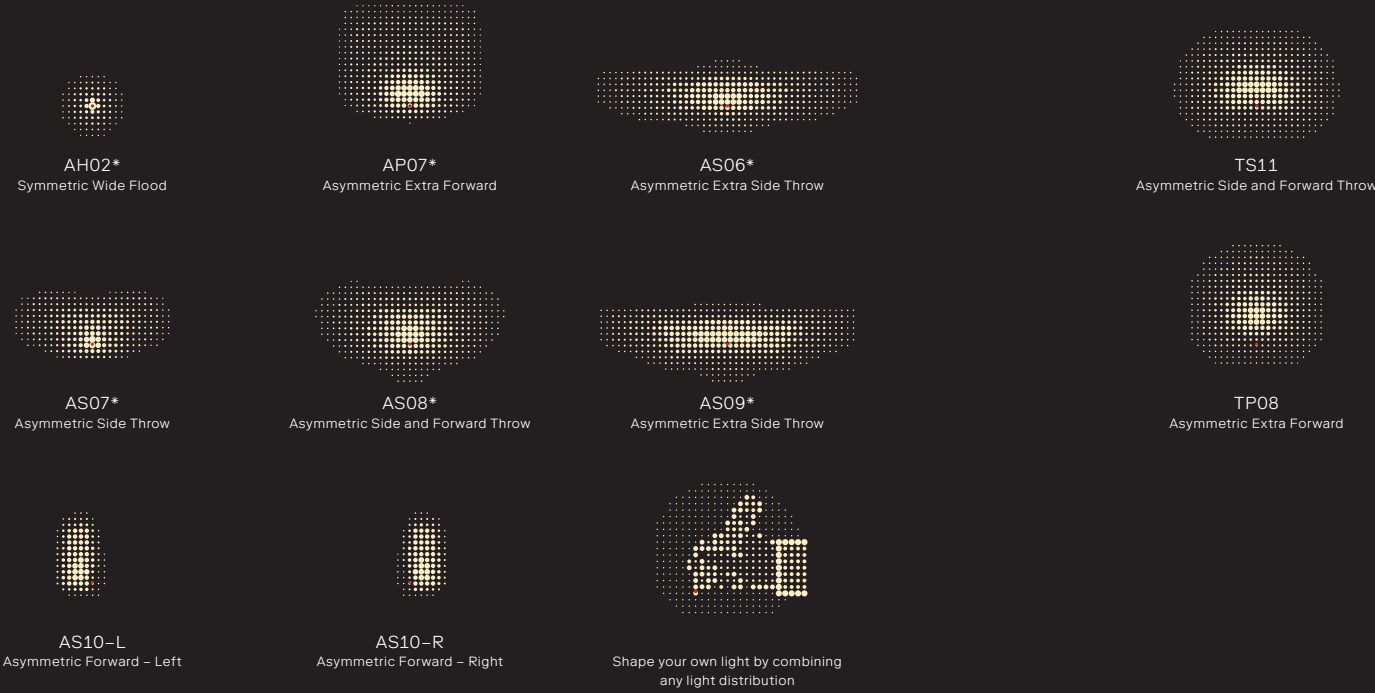 AH02*
Symmetric Wide Flood
AP07*
Asymmetric Extra Forward
AS06*
Asymmetric Extra Side Throw
TS11
Asymmetric Side and Forward Throw
AS07*
Asymmetric Side Throw
AS08*
Asymmetric Side and Forward Throw
AS09*
Asymmetric Extra Side Throw
TP08
Asymmetric Extra Forward
AS10–L
Asymmetric Forward – Left
AS10–R
Asymmetric Forward – Right
Shape your own light by combining
any light distribution